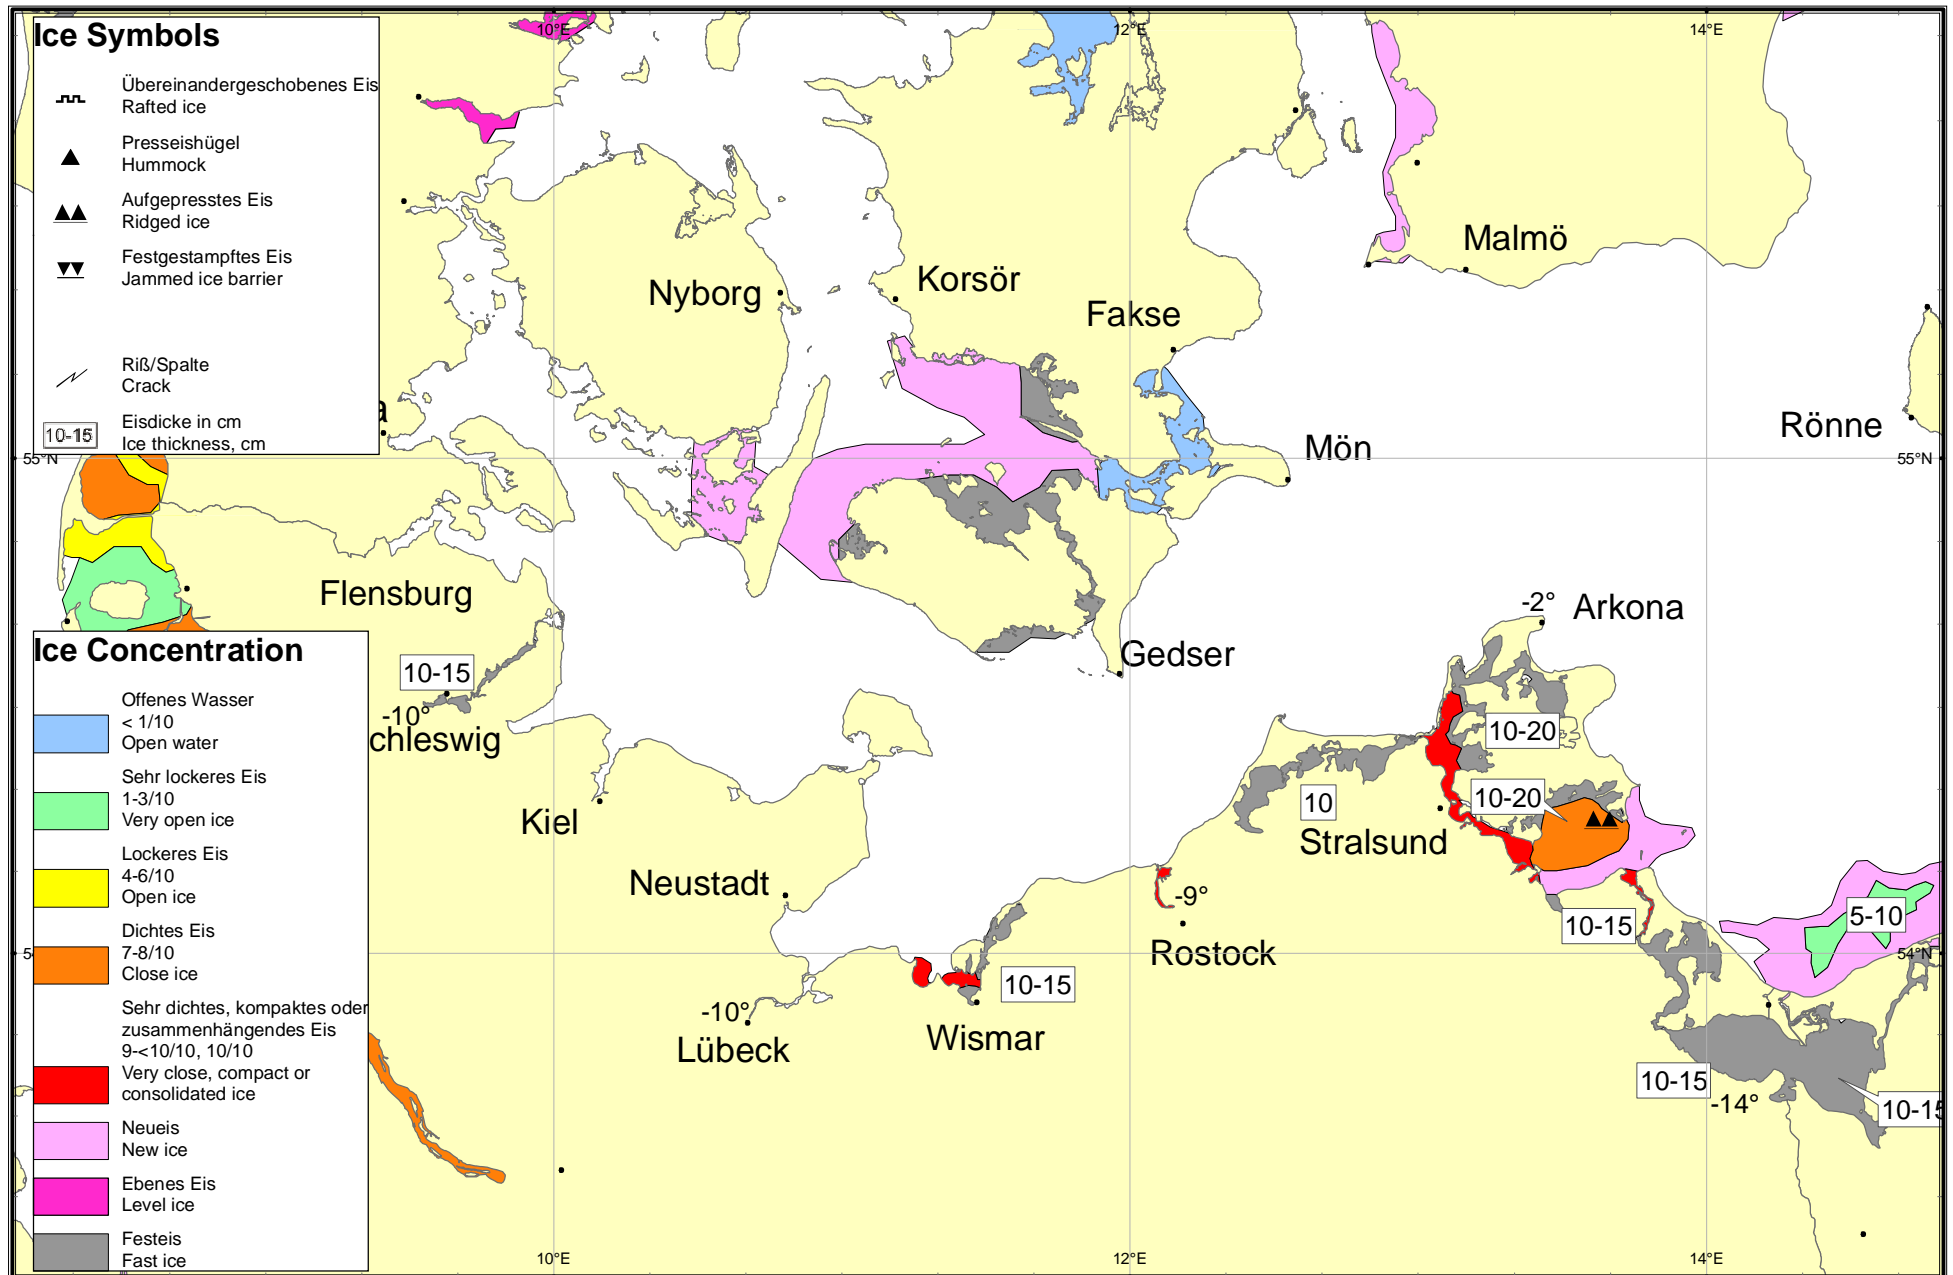 Ice Symbols
Übereinandergeschobenes Eis
Rafted ice
Presseishügel
Hummock
Aufgepresstes Eis
Ridged ice
Festgestampftes Eis
Jammed ice barrier
Riß/Spalte
Crack
10-15
Eisdicke in cm
Ice thickness, cm
10°E
12°E
14°E
Malmö
Nyborg
Korsör
Fakse
a
Rönne
Mön
55°N
55°N
Flensburg
-2°
Arkona
Gedser
10-15
-10°
chleswig
10-20
10-20
10
Kiel
Stralsund
Neustadt
-9°
10-15
5-10
Rostock
5
54°N
10-15
-10°
Wismar
Lübeck
10-15
-14°
10-15
Ice Concentration
Offenes Wasser
< 1/10
Open water
Sehr lockeres Eis
1-3/10
Very open ice
Lockeres Eis
4-6/10
Open ice
Dichtes Eis
7-8/10
Close ice
Sehr dichtes, kompaktes oder
zusammenhängendes Eis
9-<10/10, 10/10
Very close, compact or
consolidated ice
Neueis
New ice
Ebenes Eis
Level ice
Festeis
Fast ice
10°E
12°E
14°E